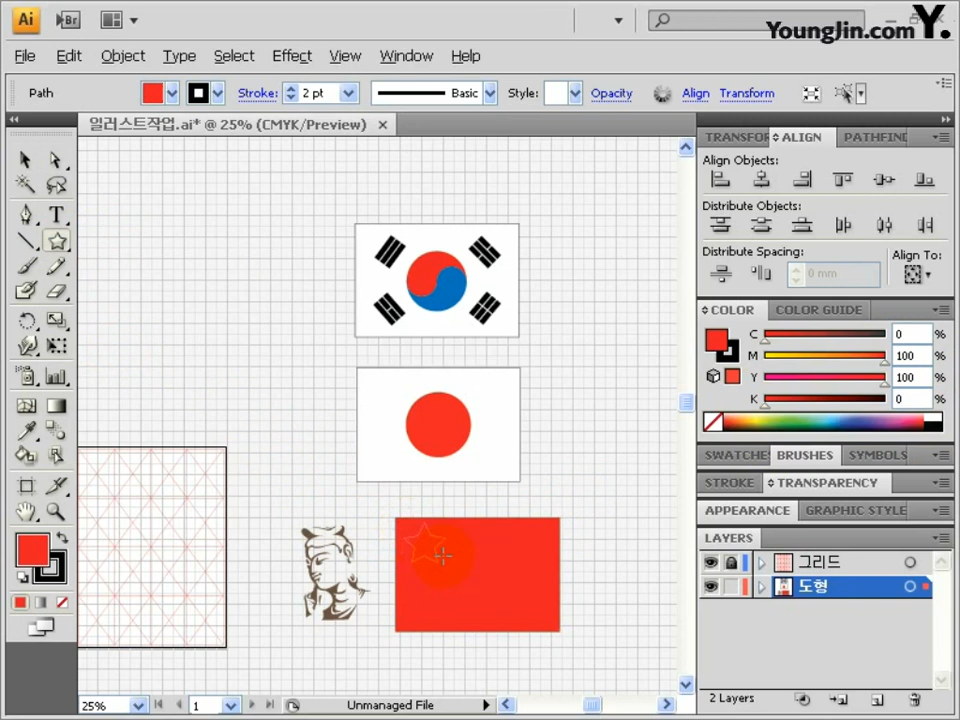 Ai Br YoungJin.com Y.
File Edit Object Type Select Effect View Window Help
Path Stroke: 2 pt Basic Style: Opacity Align Transform
일러스트작업.ai* @ 25% (CMYK/Preview)
TRANSFOR ALIGN PATHFIND
Align Objects:
Distribute Objects:
Distribute Spacing: Align To:
0 mm
COLOR COLOR GUIDE
C 0 %
M 100 %
Y 100 %
K 0 %
SWATCHE BRUSHES SYMBOLS
STROKE TRANSPARENCY
APPEARANCE GRAPHIC STYLE
LAYERS
그리드
도형
2 Layers
25% 1 Unmanaged File